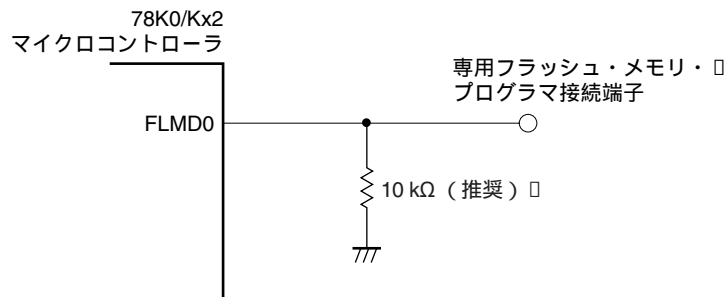 78K0/Kx2
マイクロコントローラ
専用フラッシュ・メモリ・
プログラマ接続端子
FLMD0
10 kΩ（推奨）